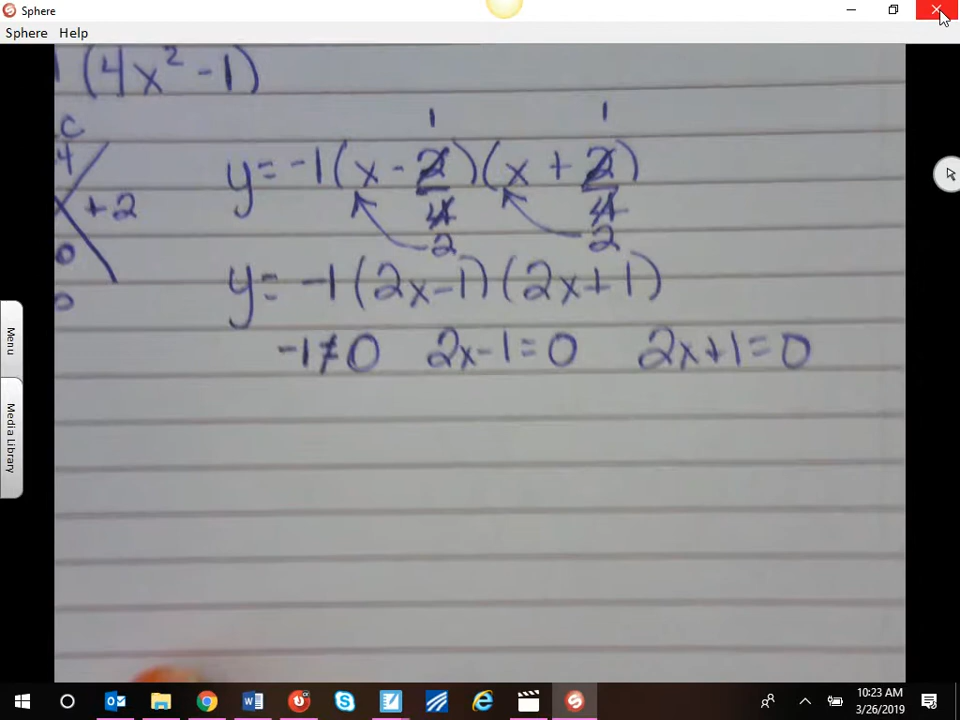 Sphere
Sphere Help
1 (4x² - 1)
C
4
+2
0
0
1 1
y = -1(x - 2/4)(x + 2/4)
2 2
y = -1(2x-1)(2x+1)
-1≠0 2x-1=0 2x+1=0
Menu
Media Library
10:23 AM
3/26/2019